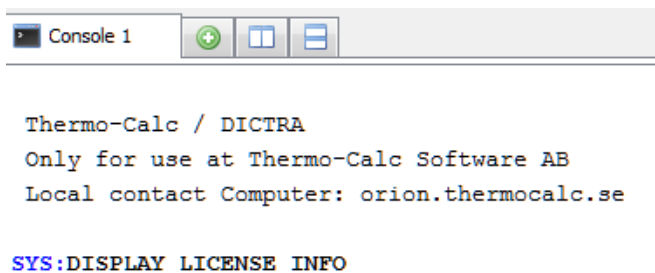 Console 1
Thermo-Calc / DICTRA
Only for use at Thermo-Calc Software AB
Local contact Computer: orion.thermocalc.se
SYS:DISPLAY LICENSE INFO